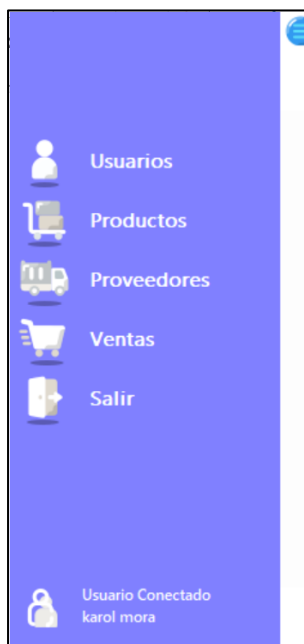 Usuarios
Productos
Proveedores
Ventas
Salir
Usuario Conectado
karol mora